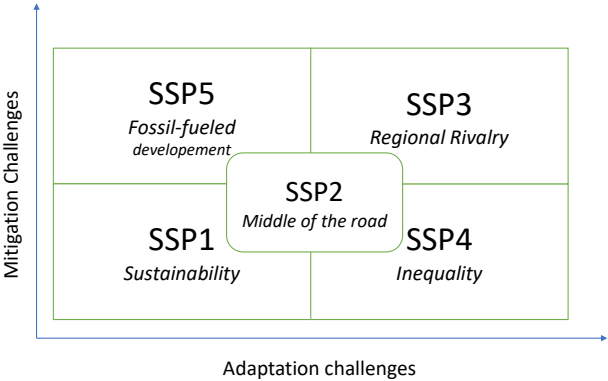 Mitigation Challenges
SSP5
Fossil-fueled
developement
SSP3
Regional Rivalry
SSP2
Middle of the road
SSP1
Sustainability
SSP4
Inequality
Adaptation challenges